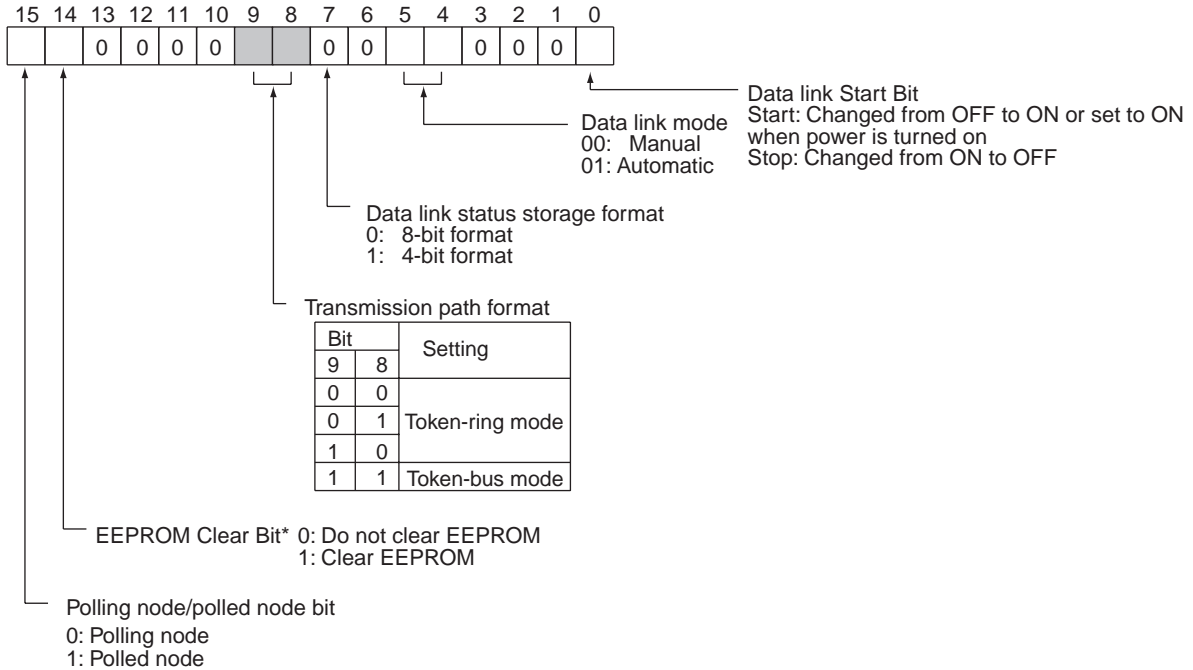 15 14 13 12 11 10 9 8 7 6 5 4 3 2 1 0
0 0 0 0 0 0 0 0 0
Data link Start Bit
Start: Changed from OFF to ON or set to ON
when power is turned on
Stop: Changed from ON to OFF
Data link mode
00: Manual
01: Automatic
Data link status storage format
0: 8-bit format
1: 4-bit format
Transmission path format
Bit Setting
9 8
0 0
0 1 Token-ring mode
1 0
1 1 Token-bus mode
EEPROM Clear Bit* 0: Do not clear EEPROM
1: Clear EEPROM
Polling node/polled node bit
0: Polling node
1: Polled node